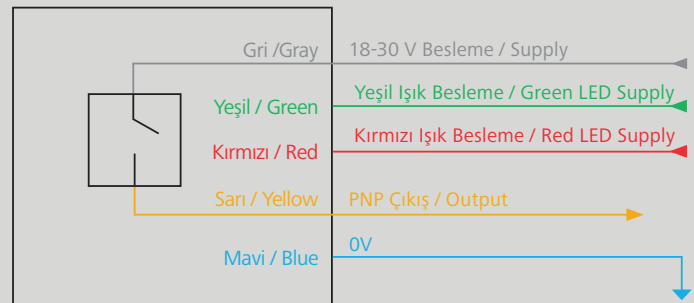 Gri /Gray 18-30 V Besleme / Supply
Yeşil / Green Yeşil Işık Besleme / Green LED Supply
Kırmızı / Red Kırmızı Işık Besleme / Red LED Supply
Sarı / Yellow PNP Çıkış / Output
Mavi / Blue 0V